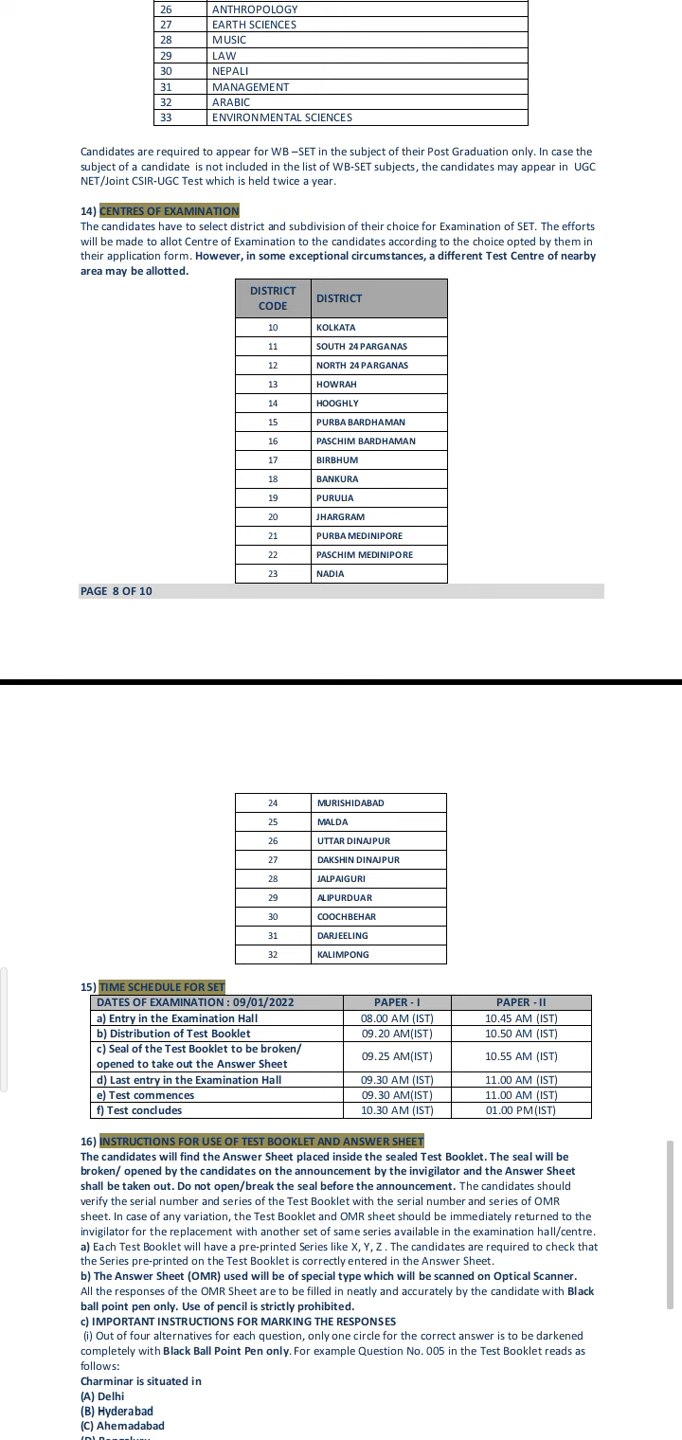 26 ANTHROPOLOGY
27 EARTH SCIENCES
28 MUSIC
29 LAW
30 NEPALI
31 MANAGEMENT
32 ARABIC
33 ENVIRONMENTAL SCIENCES
Candidates are required to appear for WB –SET in the subject of their Post Graduation only. In case the
subject of a candidate is not included in the list of WB-SET subjects, the candidates may appear in UGC
NET/Joint CSIR-UGC Test which is held twice a year.
14) CENTRES OF EXAMINATION
The candidates have to select district and subdivision of their choice for Examination of SET. The efforts
will be made to allot Centre of Examination to the candidates according to the choice opted by them in
their application form. However, in some exceptional circumstances, a different Test Centre of nearby
area may be allotted.
DISTRICT CODE DISTRICT
10 KOLKATA
11 SOUTH 24 PARGANAS
12 NORTH 24 PARGANAS
13 HOWRAH
14 HOOGHLY
15 PURBA BARDHAMAN
16 PASCHIM BARDHAMAN
17 BIRBHUM
18 BANKURA
19 PURULIA
20 JHARGRAM
21 PURBA MEDINIPORE
22 PASCHIM MEDINIPORE
23 NADIA
PAGE 8 OF 10
24 MURISHIDABAD
25 MALDA
26 UTTAR DINAJPUR
27 DAKSHIN DINAJPUR
28 JALPAIGURI
29 ALIPURDUAR
30 COOCHBEHAR
31 DARJEELING
32 KALIMPONG
15) TIME SCHEDULE FOR SET
DATES OF EXAMINATION : 09/01/2022 PAPER - I PAPER - II
a) Entry in the Examination Hall 08.00 AM (IST) 10.45 AM (IST)
b) Distribution of Test Booklet 09.20 AM(IST) 10.50 AM (IST)
c) Seal of the Test Booklet to be broken/
opened to take out the Answer Sheet 09.25 AM(IST) 10.55 AM (IST)
d) Last entry in the Examination Hall 09.30 AM (IST) 11.00 AM (IST)
e) Test commences 09.30 AM(IST) 11.00 AM (IST)
f) Test concludes 10.30 AM (IST) 01.00 PM(IST)
16) INSTRUCTIONS FOR USE OF TEST BOOKLET AND ANSWER SHEET
The candidates will find the Answer Sheet placed inside the sealed Test Booklet. The seal will be
broken/ opened by the candidates on the announcement by the invigilator and the Answer Sheet
shall be taken out. Do not open/break the seal before the announcement. The candidates should
verify the serial number and series of the Test Booklet with the serial number and series of OMR
sheet. In case of any variation, the Test Booklet and OMR sheet should be immediately returned to the
invigilator for the replacement with another set of same series available in the examination hall/centre.
a) Each Test Booklet will have a pre-printed Series like X, Y, Z . The candidates are required to check that
the Series pre-printed on the Test Booklet is correctly entered in the Answer Sheet.
b) The Answer Sheet (OMR) used will be of special type which will be scanned on Optical Scanner.
All the responses of the OMR Sheet are to be filled in neatly and accurately by the candidate with Black
ball point pen only. Use of pencil is strictly prohibited.
c) IMPORTANT INSTRUCTIONS FOR MARKING THE RESPONSES
(i) Out of four alternatives for each question, only one circle for the correct answer is to be darkened
completely with Black Ball Point Pen only. For example Question No. 005 in the Test Booklet reads as
follows:
Charminar is situated in
(A) Delhi
(B) Hyderabad
(C) Ahemadabad